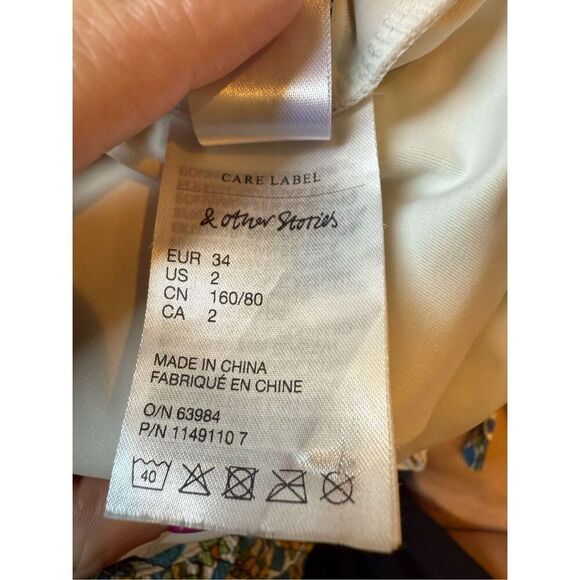 CARE LABEL
& other Stories
EUR 34
US 2
CN 160/80
CA 2
MADE IN CHINA
FABRIQUÉ EN CHINE
O/N 63984
P/N 1149110 7
40